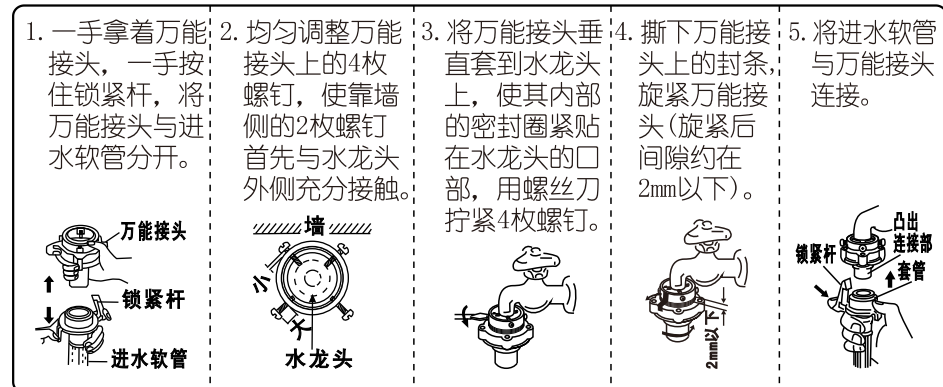 1. 一手拿着万能
接头，一手按
住锁紧杆，将
万能接头与进
水软管分开。
万能接头
锁紧杆
进水软管
2. 均匀调整万能
接头上的4枚
螺钉，使靠墙
侧的2枚螺钉
首先与水龙头
外侧充分接触。
墙
小
大
水龙头
3. 将万能接头垂
直套到水龙头
上，使其内部
的密封圈紧贴
在水龙头的口
部，用螺丝刀
拧紧4枚螺钉。
4. 撕下万能接
头上的封条，
旋紧万能接
头(旋紧后
间隙约在
2mm以下)。
2mm以下
5. 将进水软管
与万能接头
连接。
凸出
连接部
锁紧杆
套管